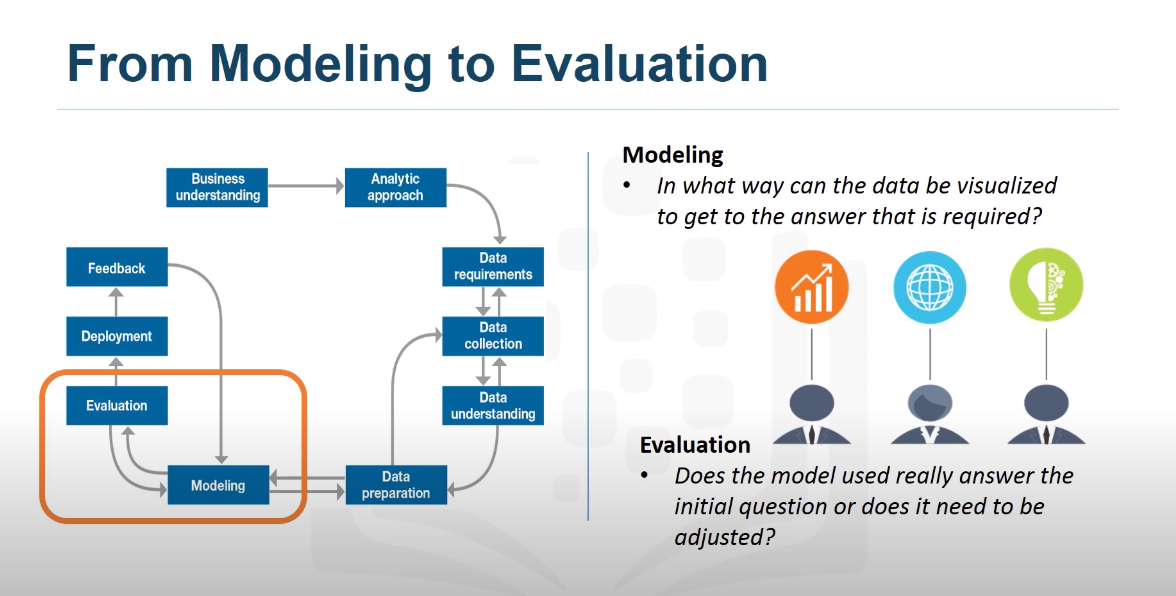 From Modeling to Evaluation
Business
understanding
Analytic
approach
Feedback
Data
requirements
Deployment
Data
collection
Evaluation
Data
understanding
Modeling
Data
preparation
Modeling
• In what way can the data be visualized
to get to the answer that is required?
Evaluation
• Does the model used really answer the
initial question or does it need to be
adjusted?